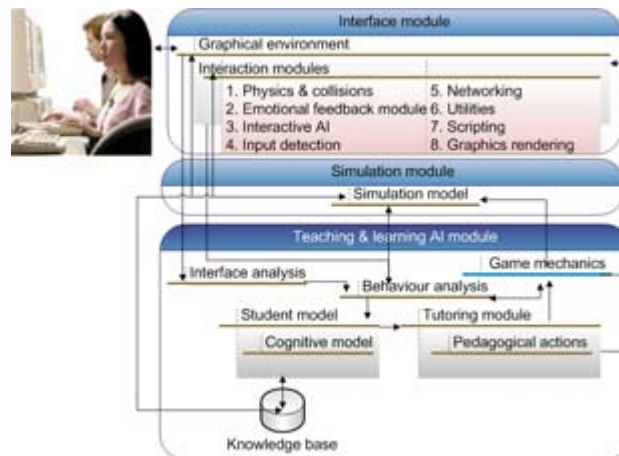 Interface module
Graphical environment
Interaction modules
1. Physics & collisions
2. Emotional feedback module
3. Interactive AI
4. Input detection
5. Networking
6. Utilities
7. Scripting
8. Graphics rendering
Simulation module
Simulation model
Teaching & learning AI module
Game mechanics
Interface analysis
Behaviour analysis
Student model
Tutoring module
Cognitive model
Pedagogical actions
Knowledge base